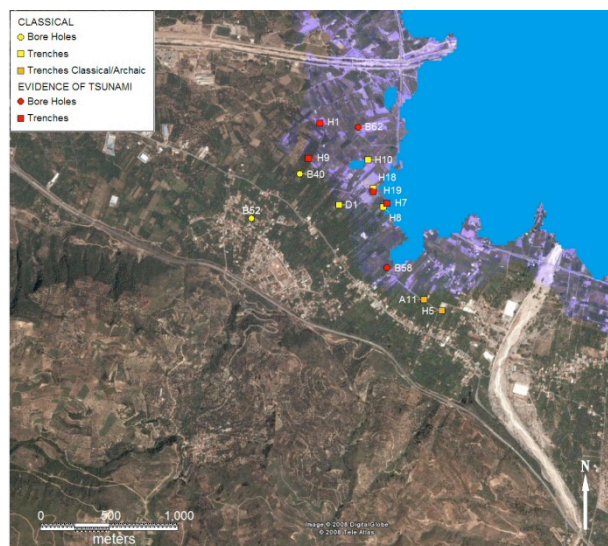 CLASSICAL
Bore Holes
Trenches
Trenches Classical/Archaic
EVIDENCE OF TSUNAMI
Bore Holes
Trenches
H1
B62
H9
H10
B40
H18
H19
D1
H7
H8
B52
B58
A11
H5
0 500 1,000
meters
N
Image © 2008 DigitalGlobe
© 2008 Tele Atlas